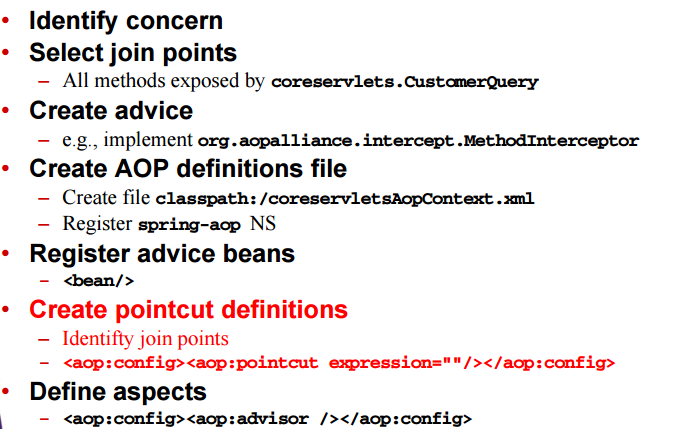 • Identify concern
• Select join points
– All methods exposed by coreservlets.CustomerQuery
• Create advice
– e.g., implement org.aopalliance.intercept.MethodInterceptor
• Create AOP definitions file
– Create file classpath:/coreservletsAopContext.xml
– Register spring-aop NS
• Register advice beans
– <bean/>
• Create pointcut definitions
– Identifty join points
– <aop:config><aop:pointcut expression=""/></aop:config>
• Define aspects
– <aop:config><aop:advisor /></aop:config>